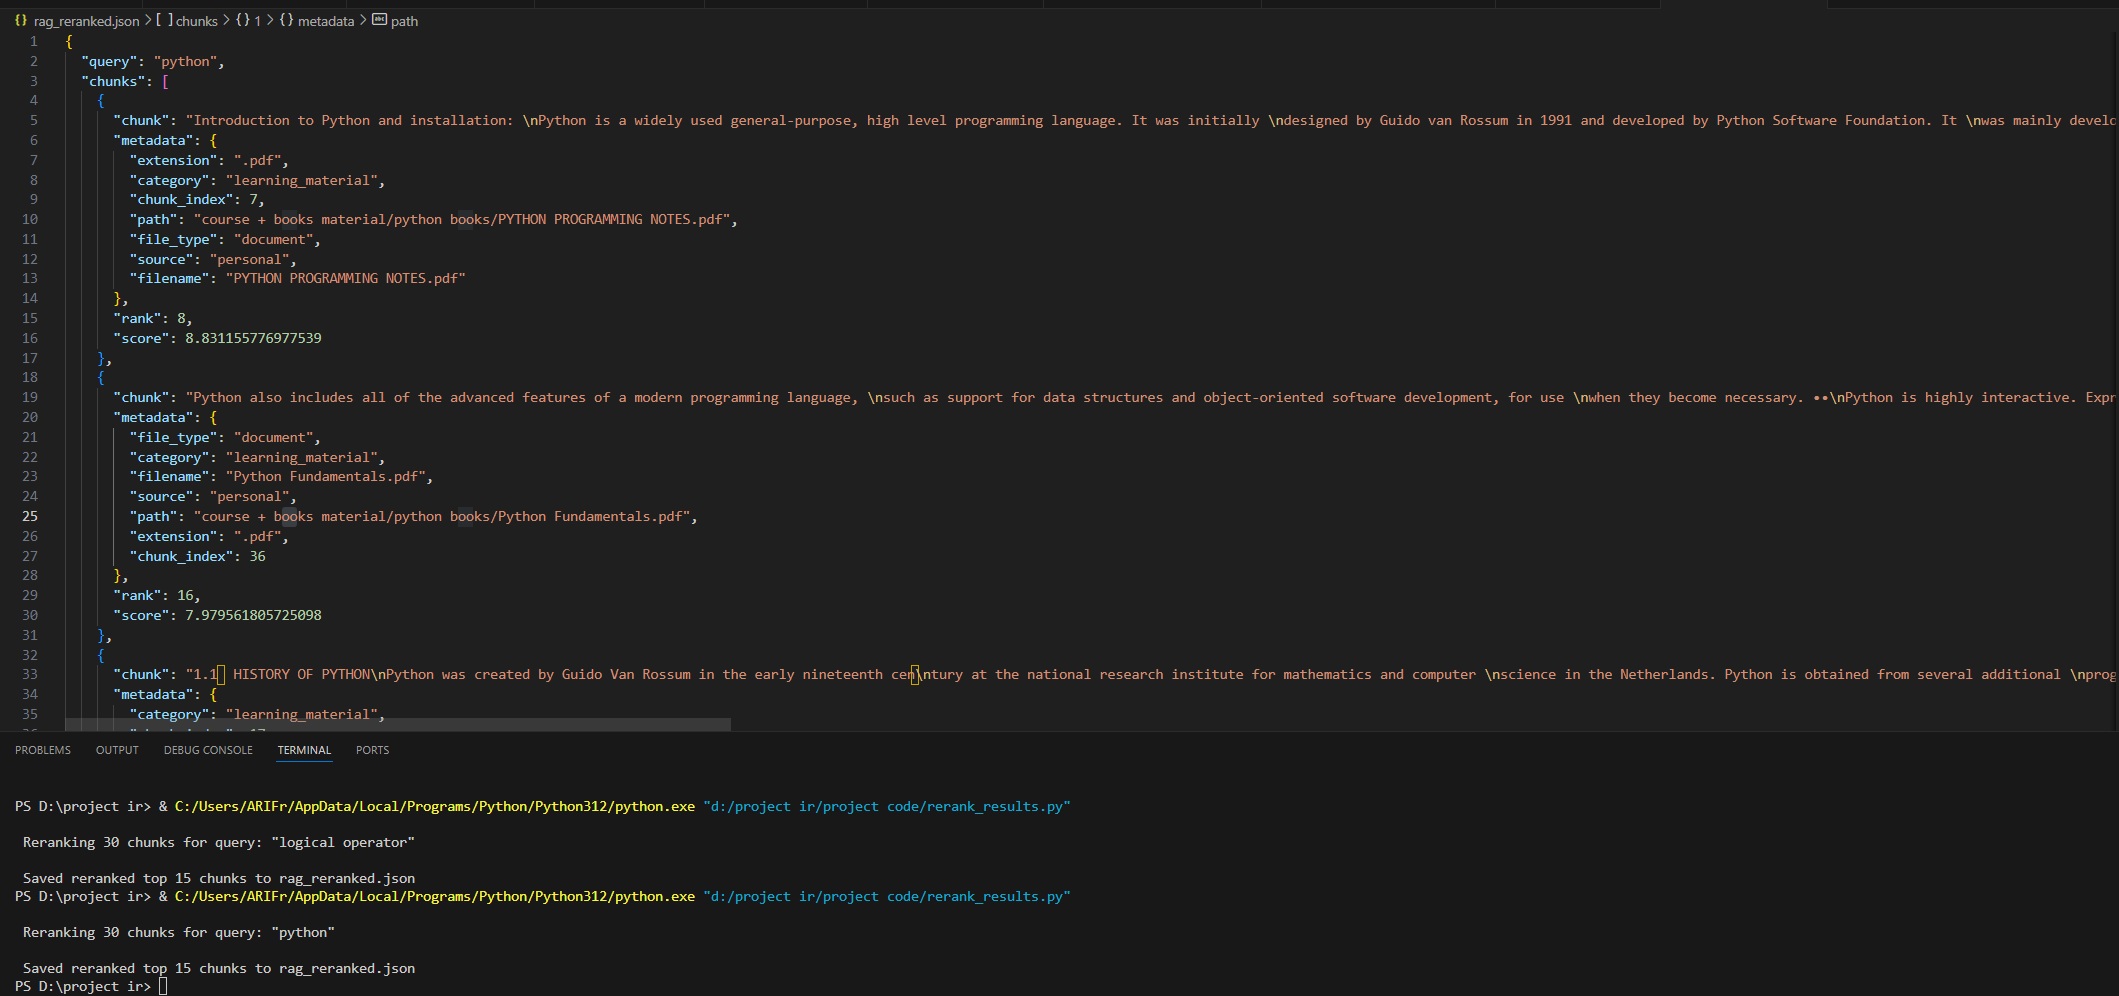 {} rag_reranked.json > [ ] chunks > {} 1 > {} metadata > abc path
1 {
2 "query": "python",
3 "chunks": [
4 {
5 "chunk": "Introduction to Python and installation: \nPython is a widely used general-purpose, high level programming language. It was initially \ndesigned by Guido van Rossum in 1991 and developed by Python Software Foundation. It \nwas mainly develo
6 "metadata": {
7 "extension": ".pdf",
8 "category": "learning_material",
9 "chunk_index": 7,
10 "path": "course + books material/python books/PYTHON PROGRAMMING NOTES.pdf",
11 "file_type": "document",
12 "source": "personal",
13 "filename": "PYTHON PROGRAMMING NOTES.pdf"
14 },
15 "rank": 8,
16 "score": 8.831155776977539
17 },
18 {
19 "chunk": "Python also includes all of the advanced features of a modern programming language, \nsuch as support for data structures and object-oriented software development, for use \nwhen they become necessary. ••\nPython is highly interactive. Expr
20 "metadata": {
21 "file_type": "document",
22 "category": "learning_material",
23 "filename": "Python Fundamentals.pdf",
24 "source": "personal",
25 "path": "course + books material/python books/Python Fundamentals.pdf",
26 "extension": ".pdf",
27 "chunk_index": 36
28 },
29 "rank": 16,
30 "score": 7.979561805725098
31 },
32 {
33 "chunk": "1.1 HISTORY OF PYTHON\nPython was created by Guido Van Rossum in the early nineteenth cen\ntury at the national research institute for mathematics and computer \nscience in the Netherlands. Python is obtained from several additional \nprog
34 "metadata": {
35 "category": "learning_material",
PROBLEMS OUTPUT DEBUG CONSOLE TERMINAL PORTS
PS D:\project ir> & C:/Users/ARIFr/AppData/Local/Programs/Python/Python312/python.exe "d:/project ir/project code/rerank_results.py"
Reranking 30 chunks for query: "logical operator"
Saved reranked top 15 chunks to rag_reranked.json
PS D:\project ir> & C:/Users/ARIFr/AppData/Local/Programs/Python/Python312/python.exe "d:/project ir/project code/rerank_results.py"
Reranking 30 chunks for query: "python"
Saved reranked top 15 chunks to rag_reranked.json
PS D:\project ir>